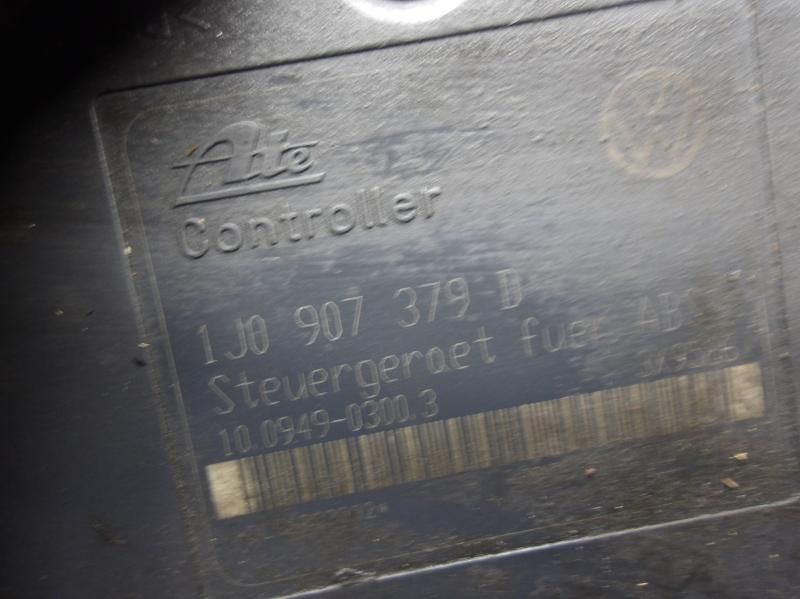 Ate
Controller
1J0 907 379 D
Steuergeraet fuer
10.0949-0300.3